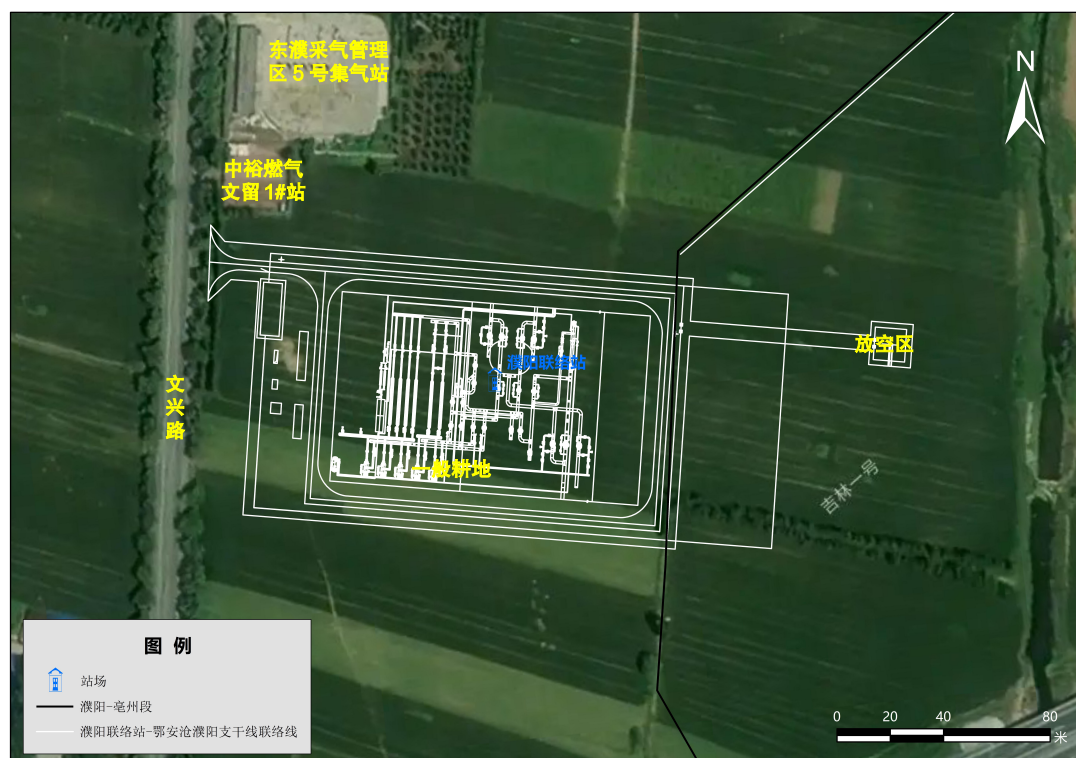 东濮采气管理
区 5 号集气站
N
中裕燃气
文留 1#站
放空区
濮阳联络站
文
兴
路
一般耕地
吉林一号
图 例
站场
濮阳-亳州段
濮阳联络站-鄂安沧濮阳支干线联络线
0 20 40 80
米